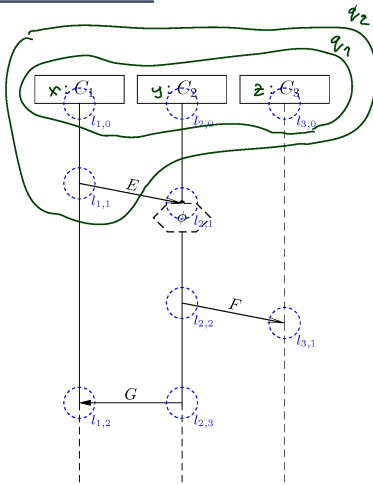 q₂
q₁
x: C₁ y: C₂ z: C₃
l₁,₀ l₂,₀ l₃,₀
E
l₁,₁ l₂,₁
ϕ
F
l₂,₂ l₃,₁
G
l₁,₂ l₂,₃